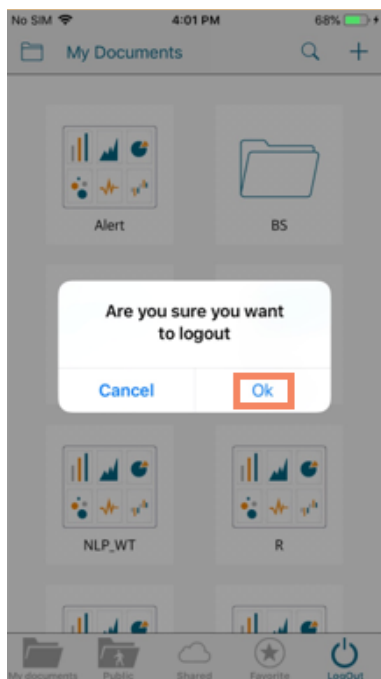 No SIM 4:01 PM 68%
My Documents
Alert BS
Are you sure you want
to logout
Cancel Ok
NLP_WT R
My documents Public Shared Favorite LogOut